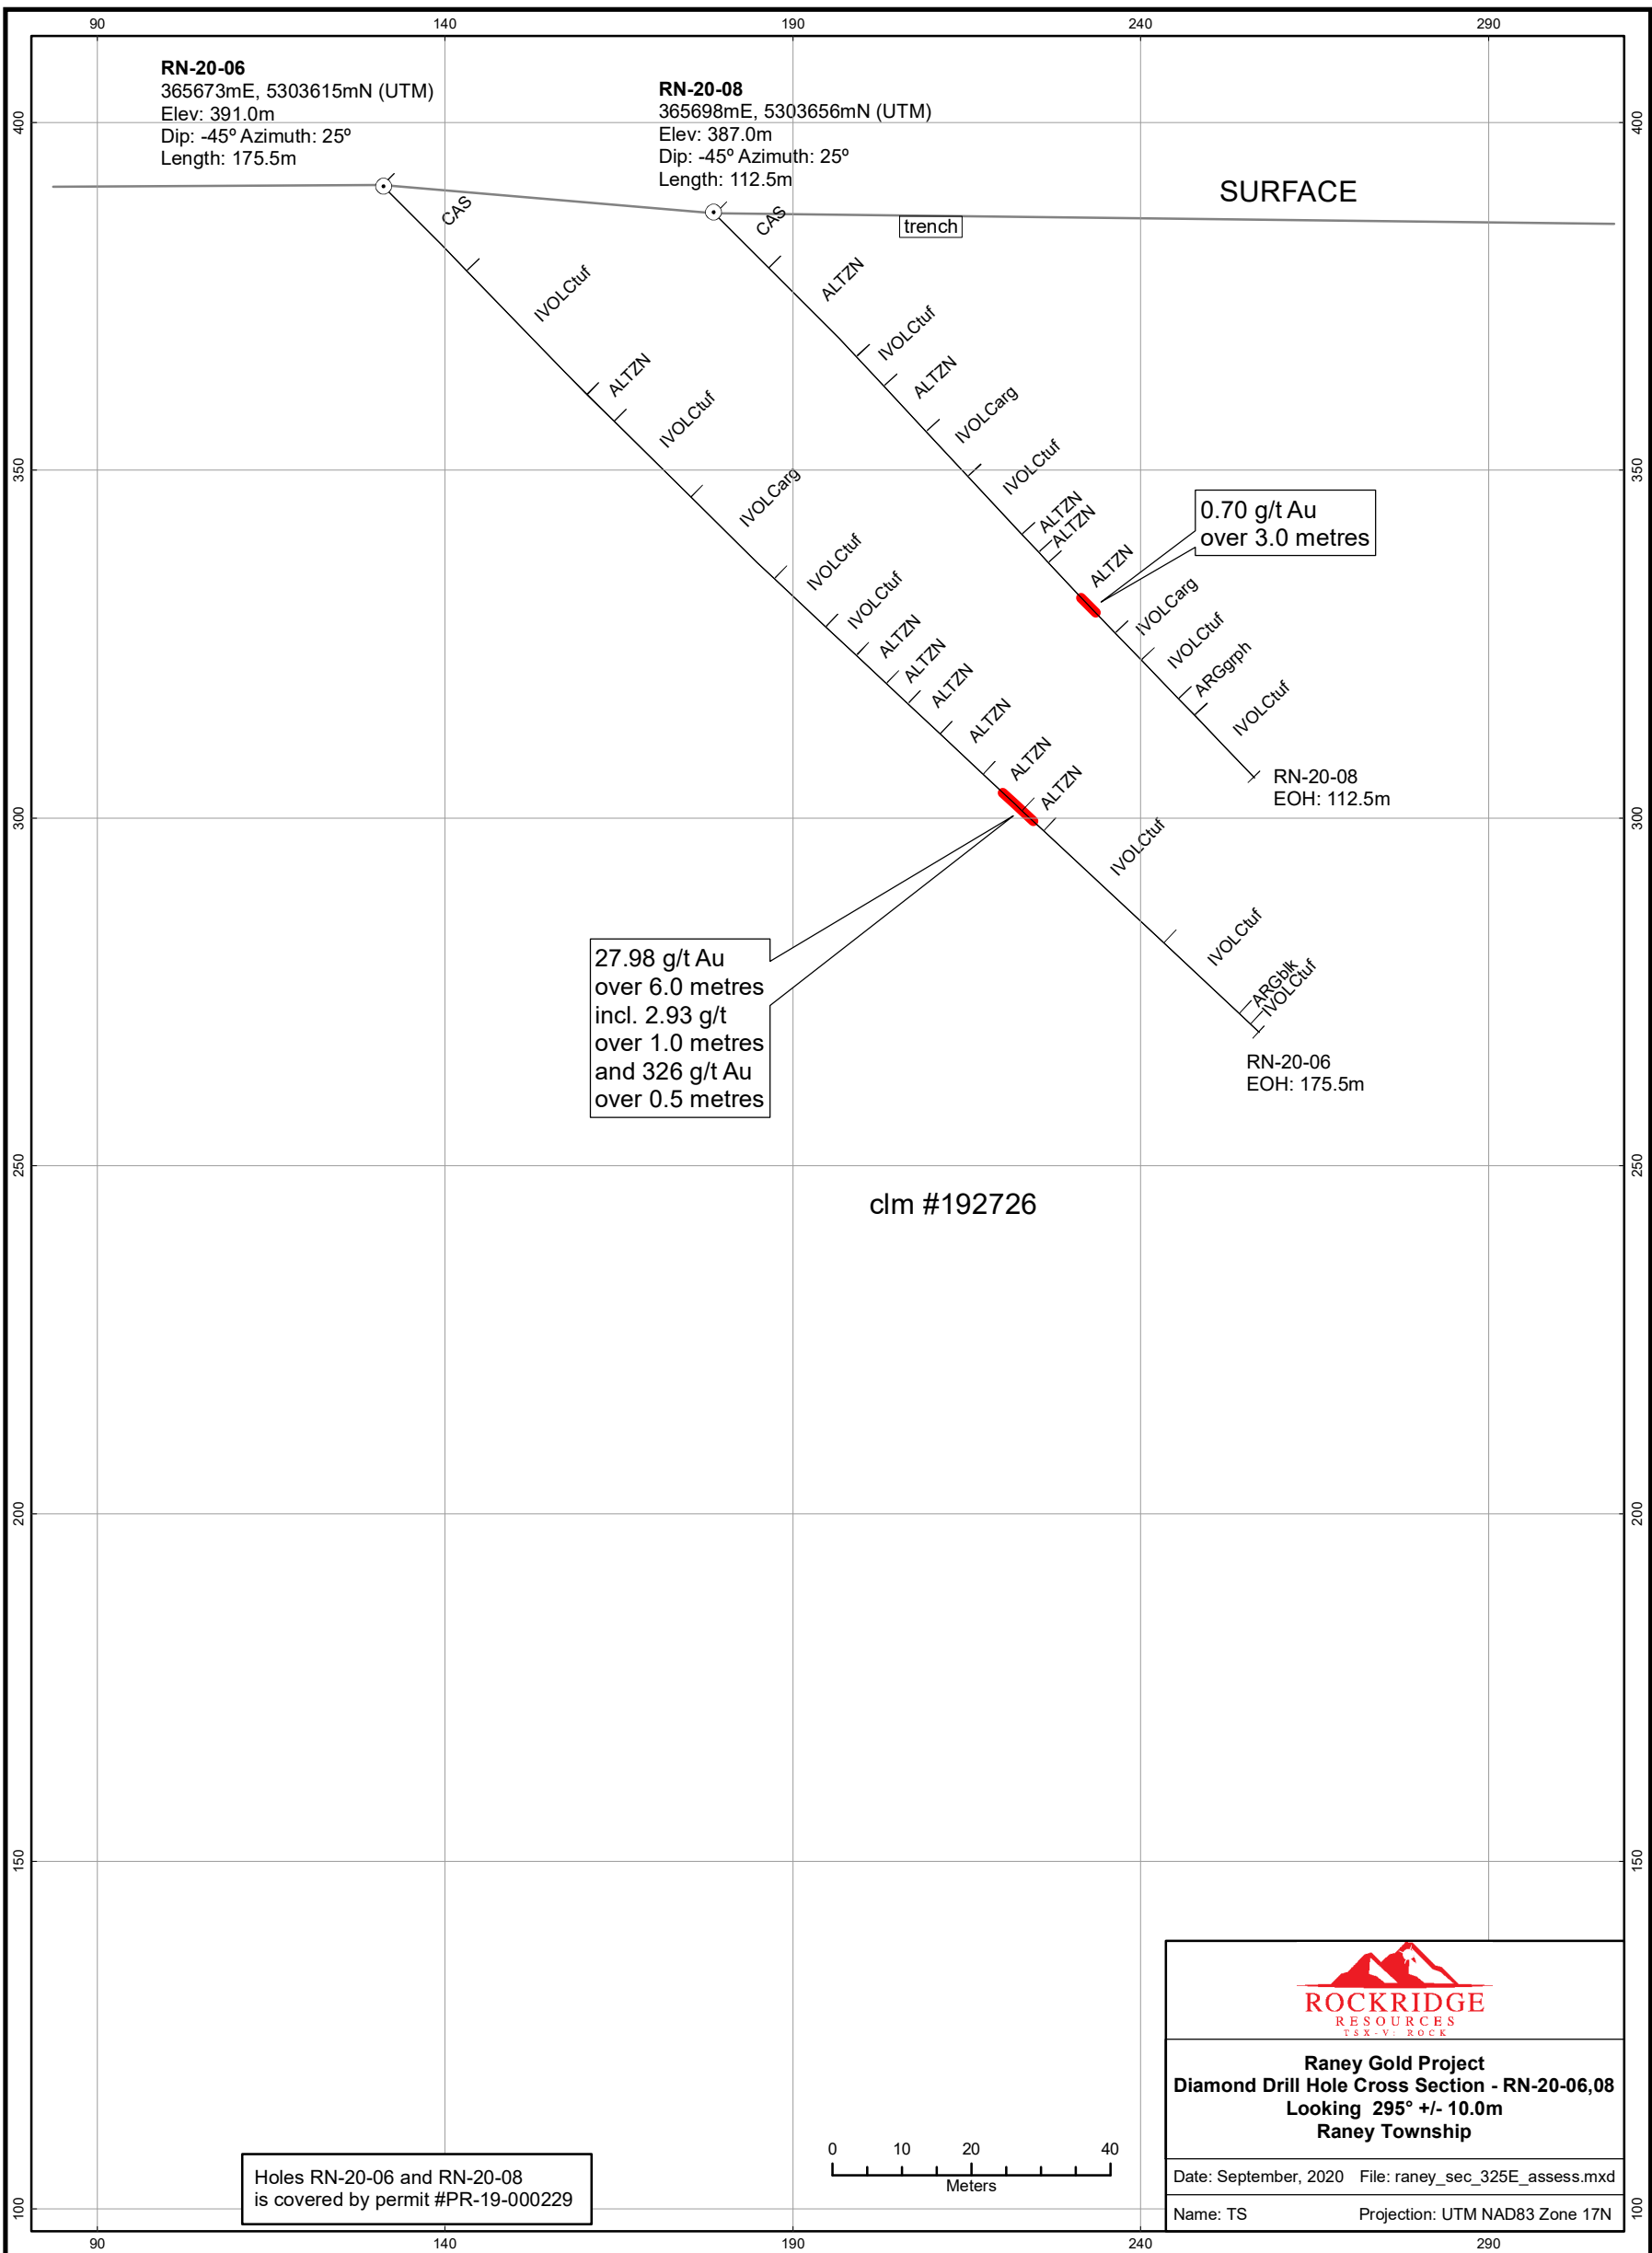 90 140 190 240 290
RN-20-06
365673mE, 5303615mN (UTM)
Elev: 391.0m
Dip: -45º Azimuth: 25º
Length: 175.5m
RN-20-08
365698mE, 5303656mN (UTM)
Elev: 387.0m
Dip: -45º Azimuth: 25º
Length: 112.5m
400 400
SURFACE
trench
CAS
IVOLCtuf
ALTZN
IVOLCtuf
IVOLCarg
IVOLCtuf
IVOLCtuf
ALTZN
ALTZN
ALTZN
ALTZN
ALTZN
ALTZN
IVOLCtuf
IVOLCtuf
ARGblk
IVOLCtuf
CAS
ALTZN
IVOLCtuf
ALTZN
IVOLCarg
IVOLCtuf
ALTZN
ALTZN
ALTZN
IVOLCarg
IVOLCtuf
ARGgrph
IVOLCtuf
350 350
0.70 g/t Au
over 3.0 metres
RN-20-08
EOH: 112.5m
300 300
27.98 g/t Au
over 6.0 metres
incl. 2.93 g/t
over 1.0 metres
and 326 g/t Au
over 0.5 metres
RN-20-06
EOH: 175.5m
250 250
clm #192726
200 200
150 150
ROCKRIDGE
RESOURCES
TSX-V: ROCK
Raney Gold Project
Diamond Drill Hole Cross Section - RN-20-06,08
Looking 295° +/- 10.0m
Raney Township
Date: September, 2020 File: raney_sec_325E_assess.mxd
Name: TS Projection: UTM NAD83 Zone 17N
0 10 20 40
Meters
Holes RN-20-06 and RN-20-08
is covered by permit #PR-19-000229
100 100
90 140 190 240 290